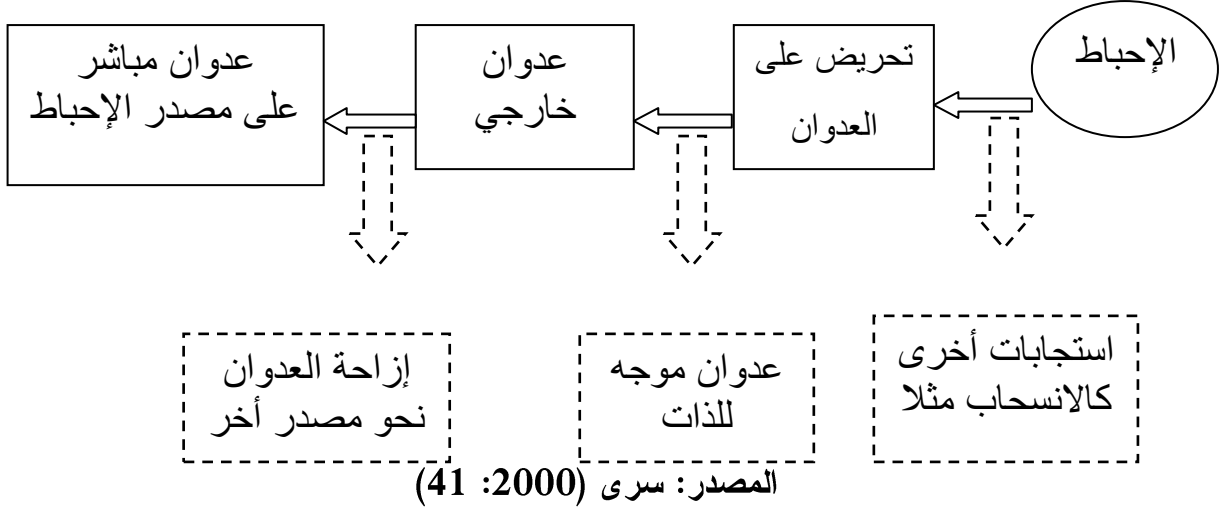 الإحباط
تحريض على
العدوان
عدوان
خارجي
عدوان مباشر
على مصدر الإحباط
استجابات أخرى
كالانسحاب مثلا
عدوان موجه
للذات
إزاحة العدوان
نحو مصدر أخر
المصدر: سرى (2000: 41)